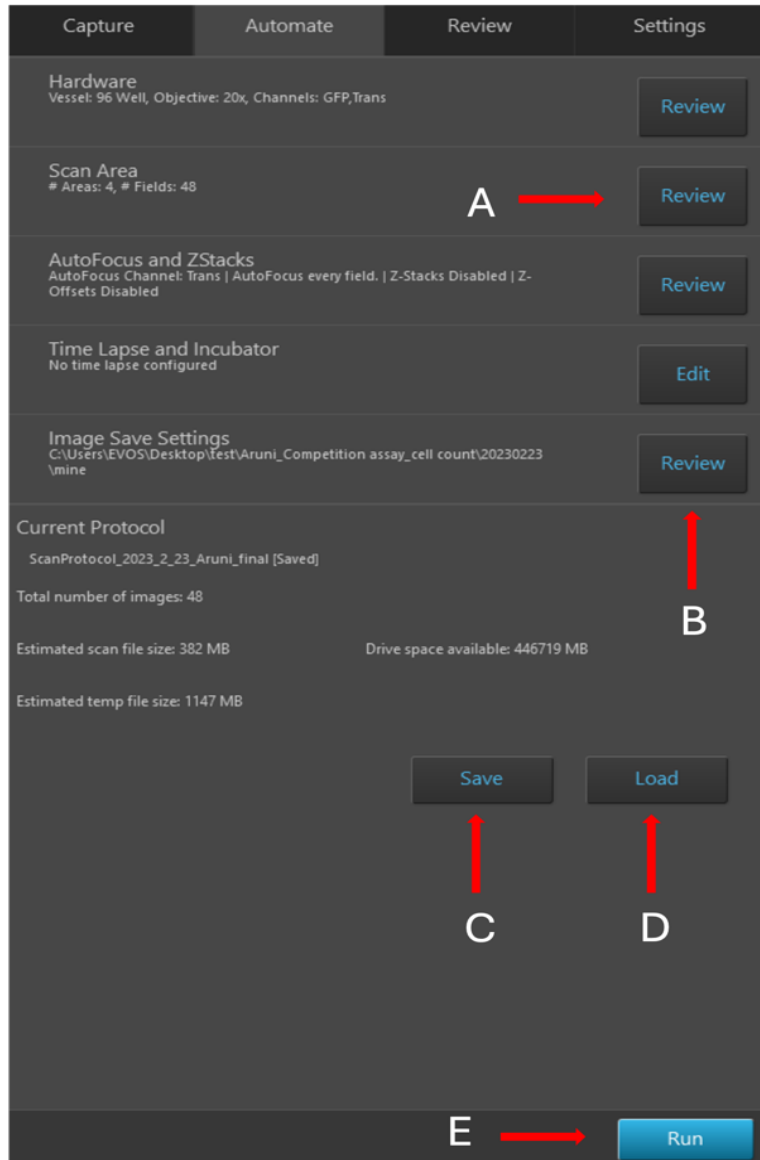 Capture Automate Review Settings
Hardware
Vessel: 96 Well, Objective: 20x, Channels: GFP,Trans
Review
Scan Area
# Areas: 4, # Fields: 48
A
Review
AutoFocus and ZStacks
AutoFocus Channel: Trans | AutoFocus every field. | Z-Stacks Disabled | Z-
Offsets Disabled
Review
Time Lapse and Incubator
No time lapse configured
Edit
Image Save Settings
C:\Users\EVOS\Desktop\test\Aruni_Competition assay_cell count\20230223
\mine
Review
Current Protocol
ScanProtocol_2023_2_23_Aruni_final [Saved]
Total number of images: 48
B
Estimated scan file size: 382 MB Drive space available: 446719 MB
Estimated temp file size: 1147 MB
Save Load
C D
E Run